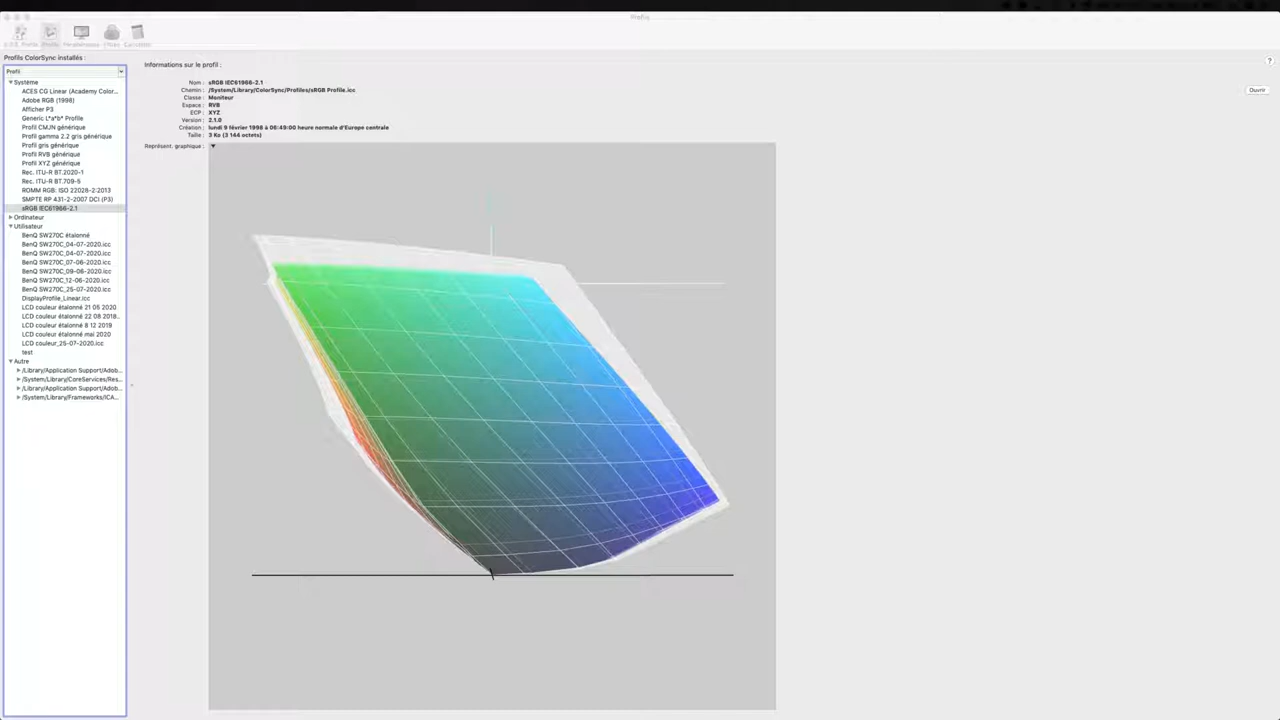 Profils
Profils
Profils ColorSync installés :
Profil
Système
ACES CG Linear (Academy Color...
Adobe RGB (1998)
Afficher P3
Generic L*a*b* Profile
Profil CMJN générique
Profil gamma 2.2 gris générique
Profil gris générique
Profil RVB générique
Profil XYZ générique
Rec. ITU-R BT.2020-1
Rec. ITU-R BT.709-5
ROMM RGB: ISO 22028-2:2013
SMPTE RP 431-2-2007 DCI (P3)
sRGB IEC61966-2.1
Ordinateur
Utilisateur
BenQ SW270C étalonné
BenQ SW270C_04-07-2020.icc
BenQ SW270C_04-07-2020.icc
BenQ SW270C_07-06-2020.icc
BenQ SW270C_09-06-2020.icc
BenQ SW270C_12-06-2020.icc
BenQ SW270C_25-07-2020.icc
DisplayProfile_Linear.icc
LCD couleur étalonné 21 05 2020
LCD couleur étalonné 22 08 2018..
LCD couleur étalonné 8 12 2019
LCD couleur étalonné mai 2020
LCD couleur_25-07-2020.icc
test
Autre
/Library/Application Support/Adob...
/System/Library/CoreServices/Res...
/Library/Application Support/Adob...
/System/Library/Frameworks/ICA...
Informations sur le profil :
Nom : sRGB IEC61966-2.1
Chemin : /System/Library/ColorSync/Profiles/sRGB Profile.icc
Classe : Moniteur
Espace : RVB
ECP : XYZ
Version : 2.1.0
Création : lundi 9 février 1998 à 06:49:00 heure normale d'Europe centrale
Taille : 3 Ko (3 144 octets)
Représent. graphique :
?
Ouvrir